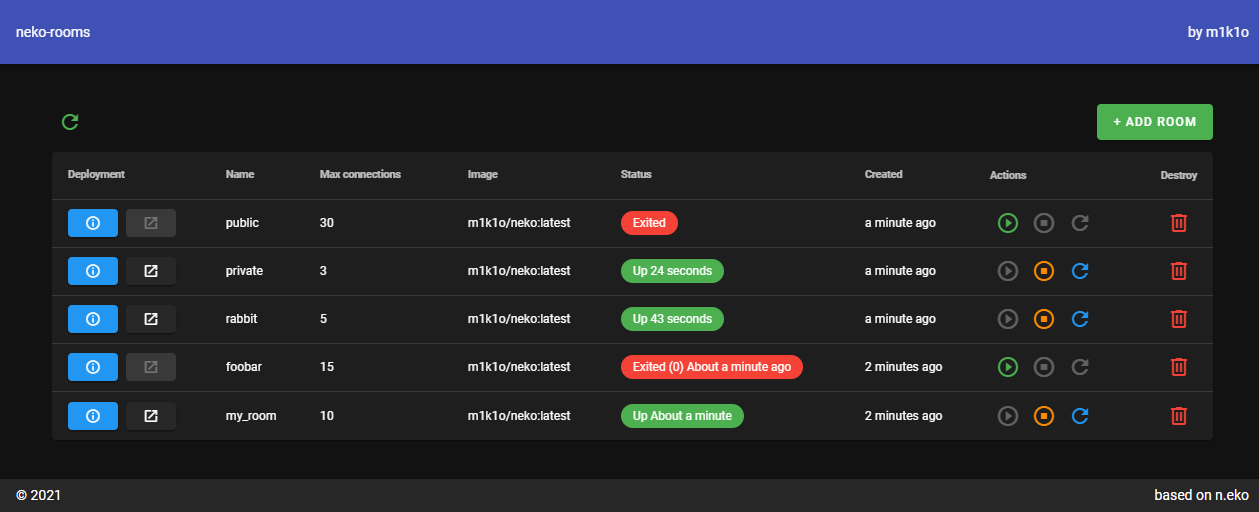 neko-rooms by m1k1o
+ ADD ROOM
Deployment Name Max connections Image Status Created Actions Destroy
public 30 m1k1o/neko:latest Exited a minute ago
private 3 m1k1o/neko:latest Up 24 seconds a minute ago
rabbit 5 m1k1o/neko:latest Up 43 seconds a minute ago
foobar 15 m1k1o/neko:latest Exited (0) About a minute ago 2 minutes ago
my_room 10 m1k1o/neko:latest Up About a minute 2 minutes ago
© 2021 based on n.eko